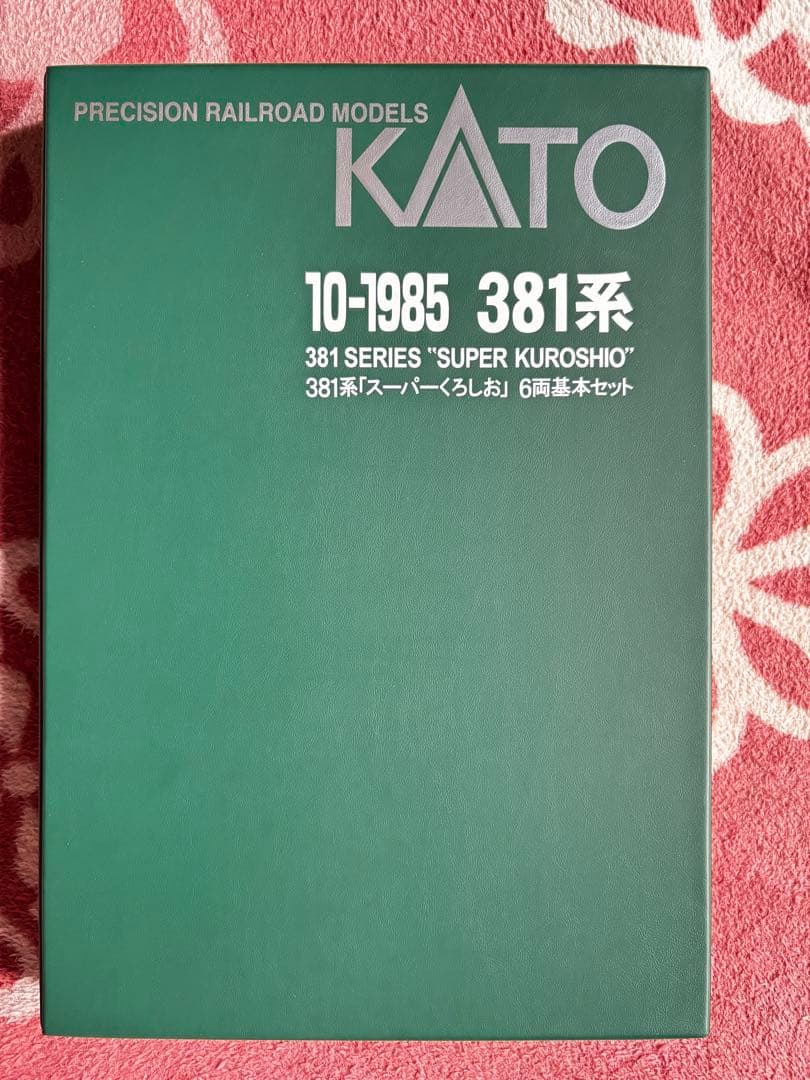 PRECISION RAILROAD MODELS
KATO
10-1985 381系
381 SERIES "SUPER KUROSHIO"
381系「スーパーくろしお」 6両基本セット